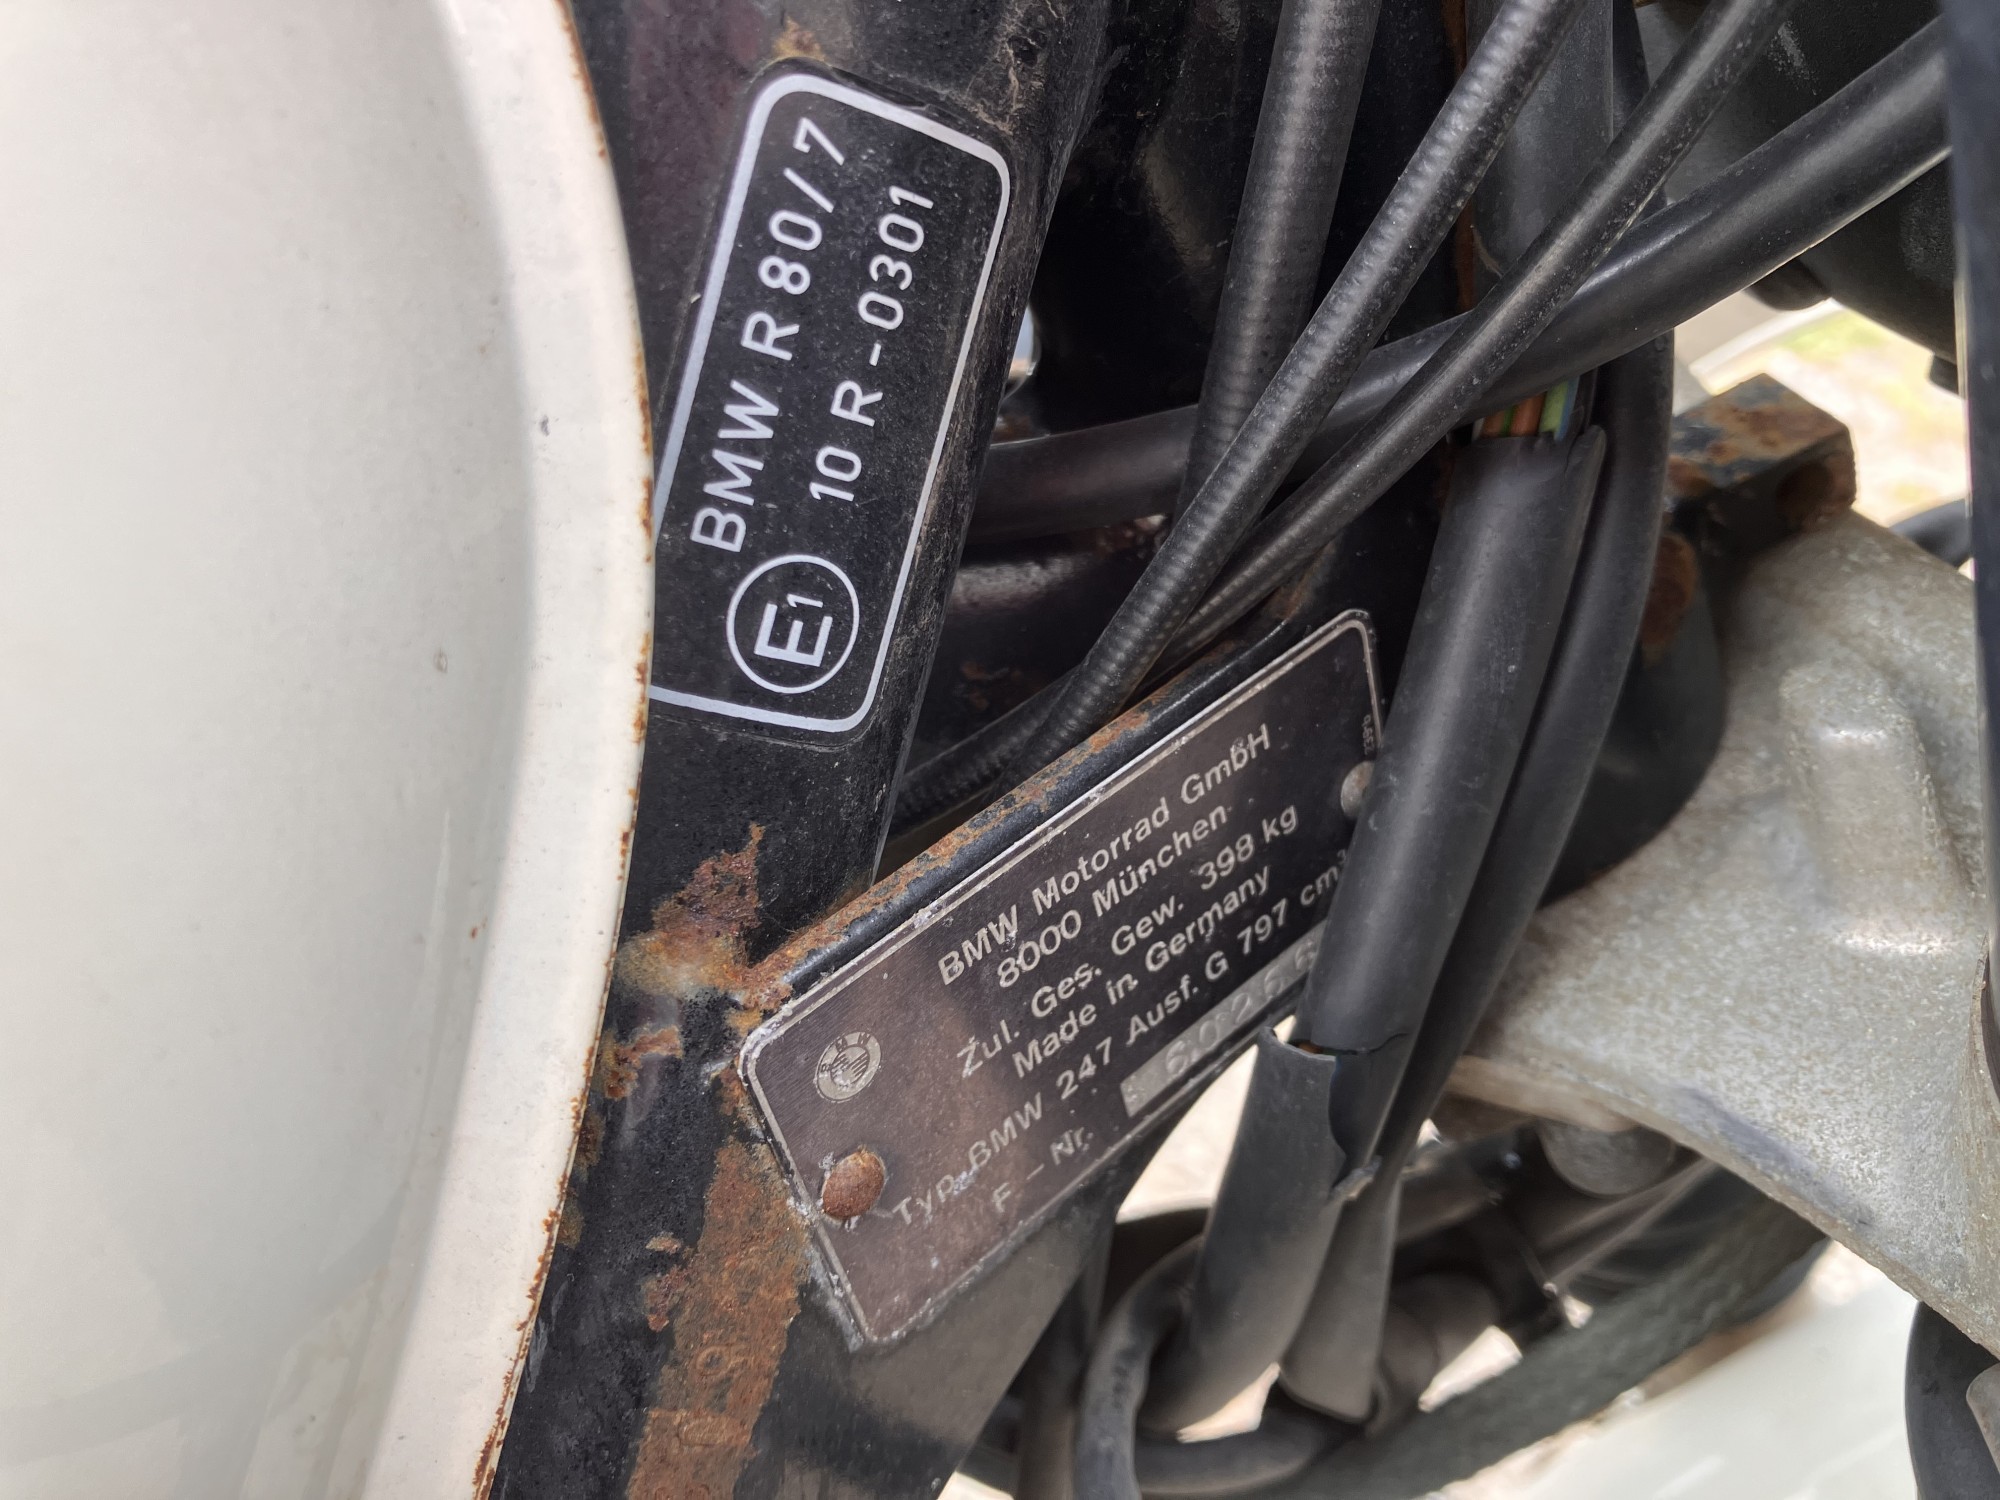 BMW R 80/7
E1 10 R-0301
BMW Motorrad GmbH
8000 München
Zul. Ges. Gew. 398 kg
Made in Germany
Typ BMW 247 Ausf. G 797 cm³
F – Nr.